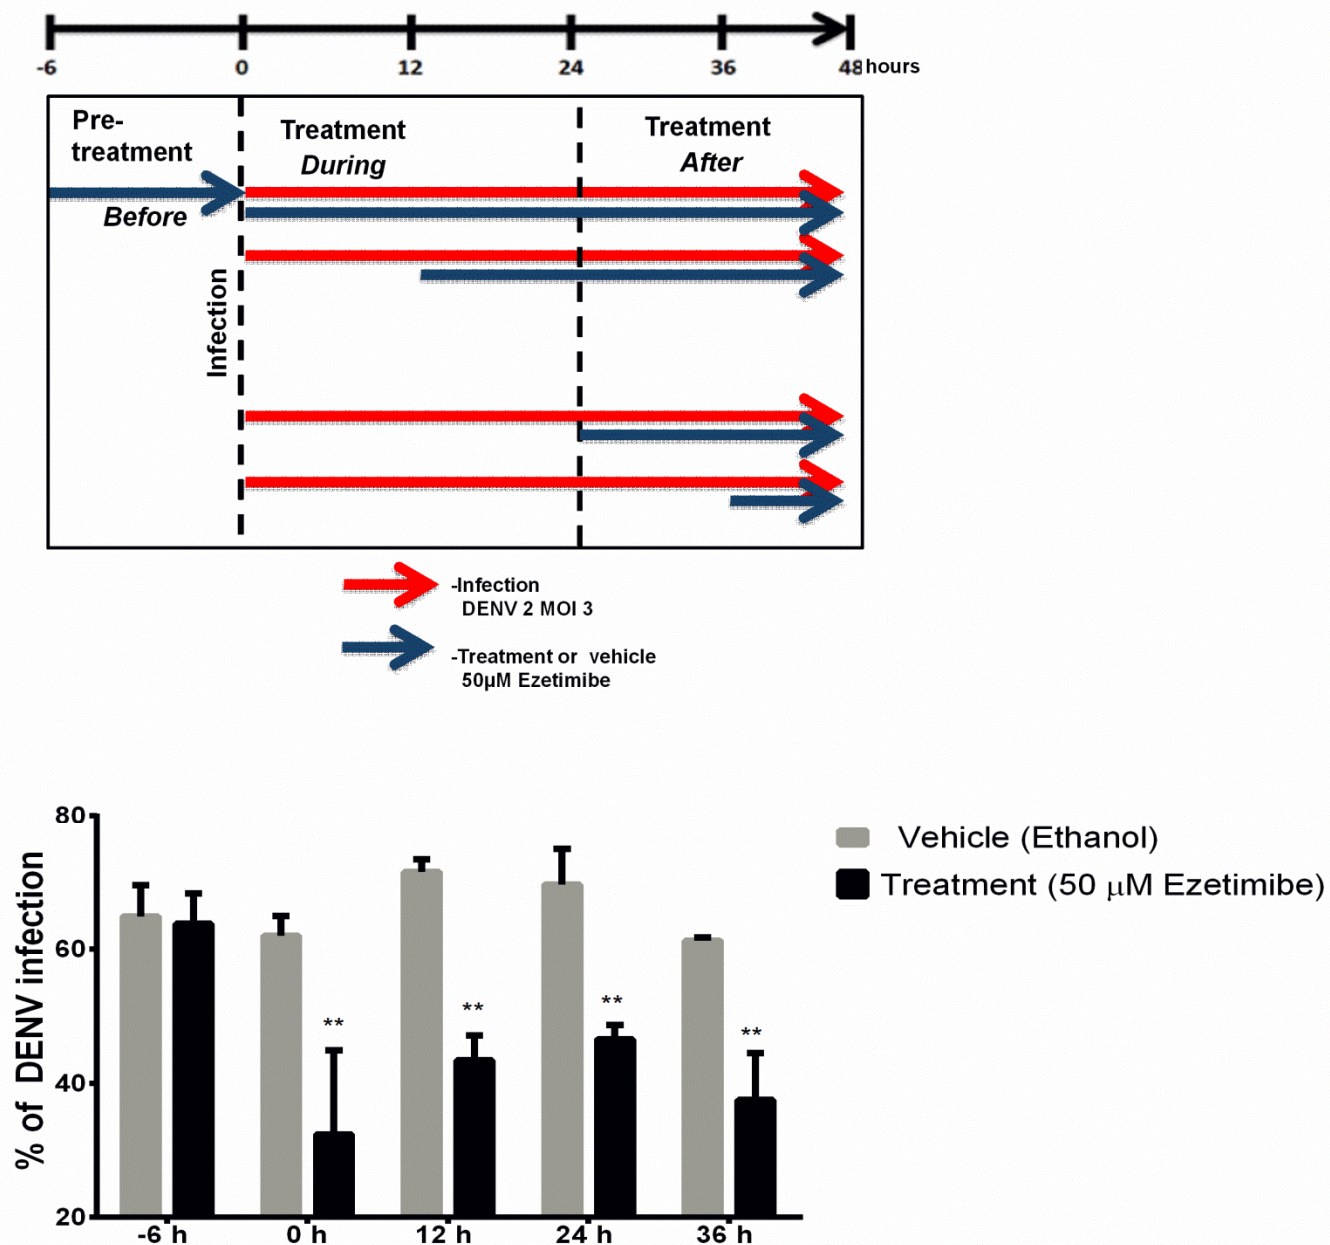 -6 0 12 24 36 48 hours
Pre-
treatment
Before
Treatment
During
Treatment
After
Infection
-Infection
DENV 2 MOI 3
-Treatment or vehicle
50µM Ezetimibe
% of DENV infection
80
60
40
20
** ** ** **
-6 h 0 h 12 h 24 h 36 h
Vehicle (Ethanol)
Treatment (50 µM Ezetimibe)